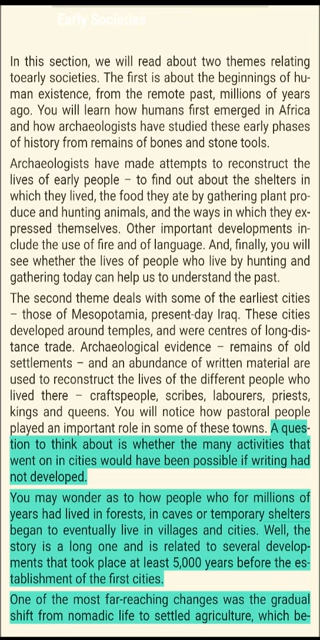 Early Societies
In this section, we will read about two themes relating
toearly societies. The first is about the beginnings of hu-
man existence, from the remote past, millions of years
ago. You will learn how humans first emerged in Africa
and how archaeologists have studied these early phases
of history from remains of bones and stone tools.
Archaeologists have made attempts to reconstruct the
lives of early people – to find out about the shelters in
which they lived, the food they ate by gathering plant pro-
duce and hunting animals, and the ways in which they ex-
pressed themselves. Other important developments in-
clude the use of fire and of language. And, finally, you will
see whether the lives of people who live by hunting and
gathering today can help us to understand the past.
The second theme deals with some of the earliest cities
– those of Mesopotamia, present-day Iraq. These cities
developed around temples, and were centres of long-dis-
tance trade. Archaeological evidence – remains of old
settlements – and an abundance of written material are
used to reconstruct the lives of the different people who
lived there – craftspeople, scribes, labourers, priests,
kings and queens. You will notice how pastoral people
played an important role in some of these towns. A ques-
tion to think about is whether the many activities that
went on in cities would have been possible if writing had
not developed.
You may wonder as to how people who for millions of
years had lived in forests, in caves or temporary shelters
began to eventually live in villages and cities. Well, the
story is a long one and is related to several develop-
ments that took place at least 5,000 years before the es-
tablishment of the first cities.
One of the most far-reaching changes was the gradual
shift from nomadic life to settled agriculture, which be-